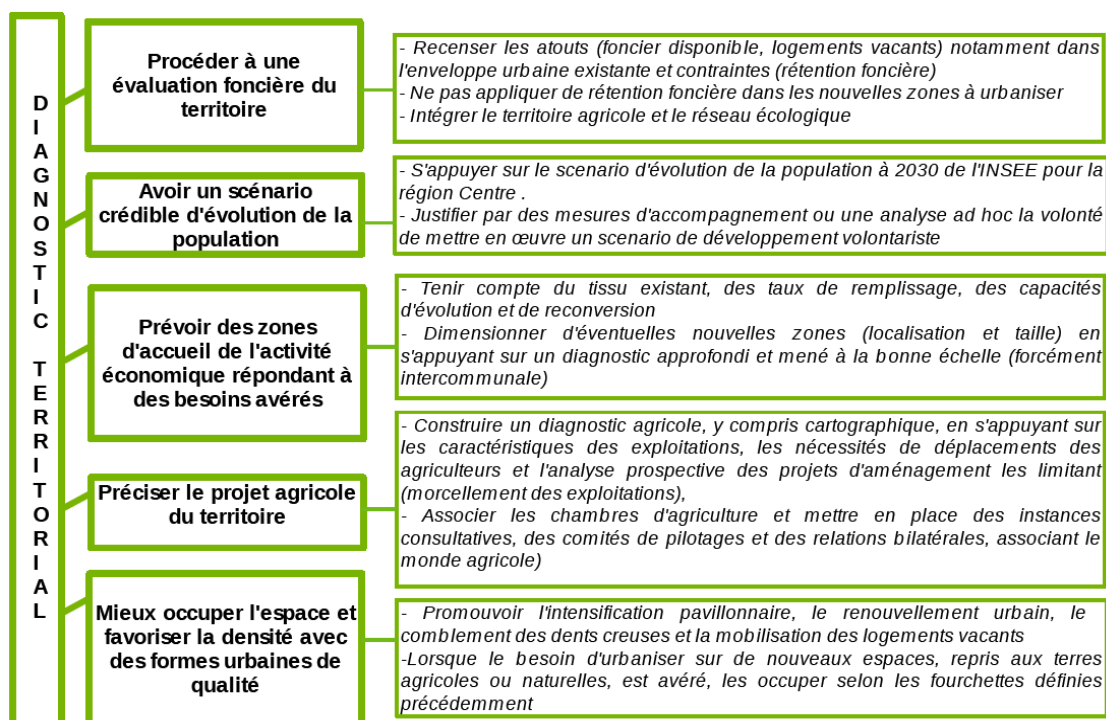 DIAGNOSTIC TERRITORIAL
Procéder à une
évaluation foncière du
territoire
- Recenser les atouts (foncier disponible, logements vacants) notamment dans
l'enveloppe urbaine existante et contraintes (rétention foncière)
- Ne pas appliquer de rétention foncière dans les nouvelles zones à urbaniser
- Intégrer le territoire agricole et le réseau écologique
Avoir un scénario
crédible d'évolution de la
population
- S'appuyer sur le scenario d'évolution de la population à 2030 de l'INSEE pour la
région Centre .
- Justifier par des mesures d'accompagnement ou une analyse ad hoc la volonté
de mettre en œuvre un scenario de développement volontariste
Prévoir des zones
d'accueil de l'activité
économique répondant à
des besoins avérés
- Tenir compte du tissu existant, des taux de remplissage, des capacités
d'évolution et de reconversion
- Dimensionner d'éventuelles nouvelles zones (localisation et taille) en
s'appuyant sur un diagnostic approfondi et mené à la bonne échelle (forcément
intercommunale)
Préciser le projet agricole
du territoire
- Construire un diagnostic agricole, y compris cartographique, en s'appuyant sur
les caractéristiques des exploitations, les nécessités de déplacements des
agriculteurs et l'analyse prospective des projets d'aménagement les limitant
(morcellement des exploitations),
- Associer les chambres d'agriculture et mettre en place des instances
consultatives, des comités de pilotages et des relations bilatérales, associant le
monde agricole)
Mieux occuper l'espace et
favoriser la densité avec
des formes urbaines de
qualité
- Promouvoir l'intensification pavillonnaire, le renouvellement urbain, le
comblement des dents creuses et la mobilisation des logements vacants
-Lorsque le besoin d'urbaniser sur de nouveaux espaces, repris aux terres
agricoles ou naturelles, est avéré, les occuper selon les fourchettes définies
précédemment